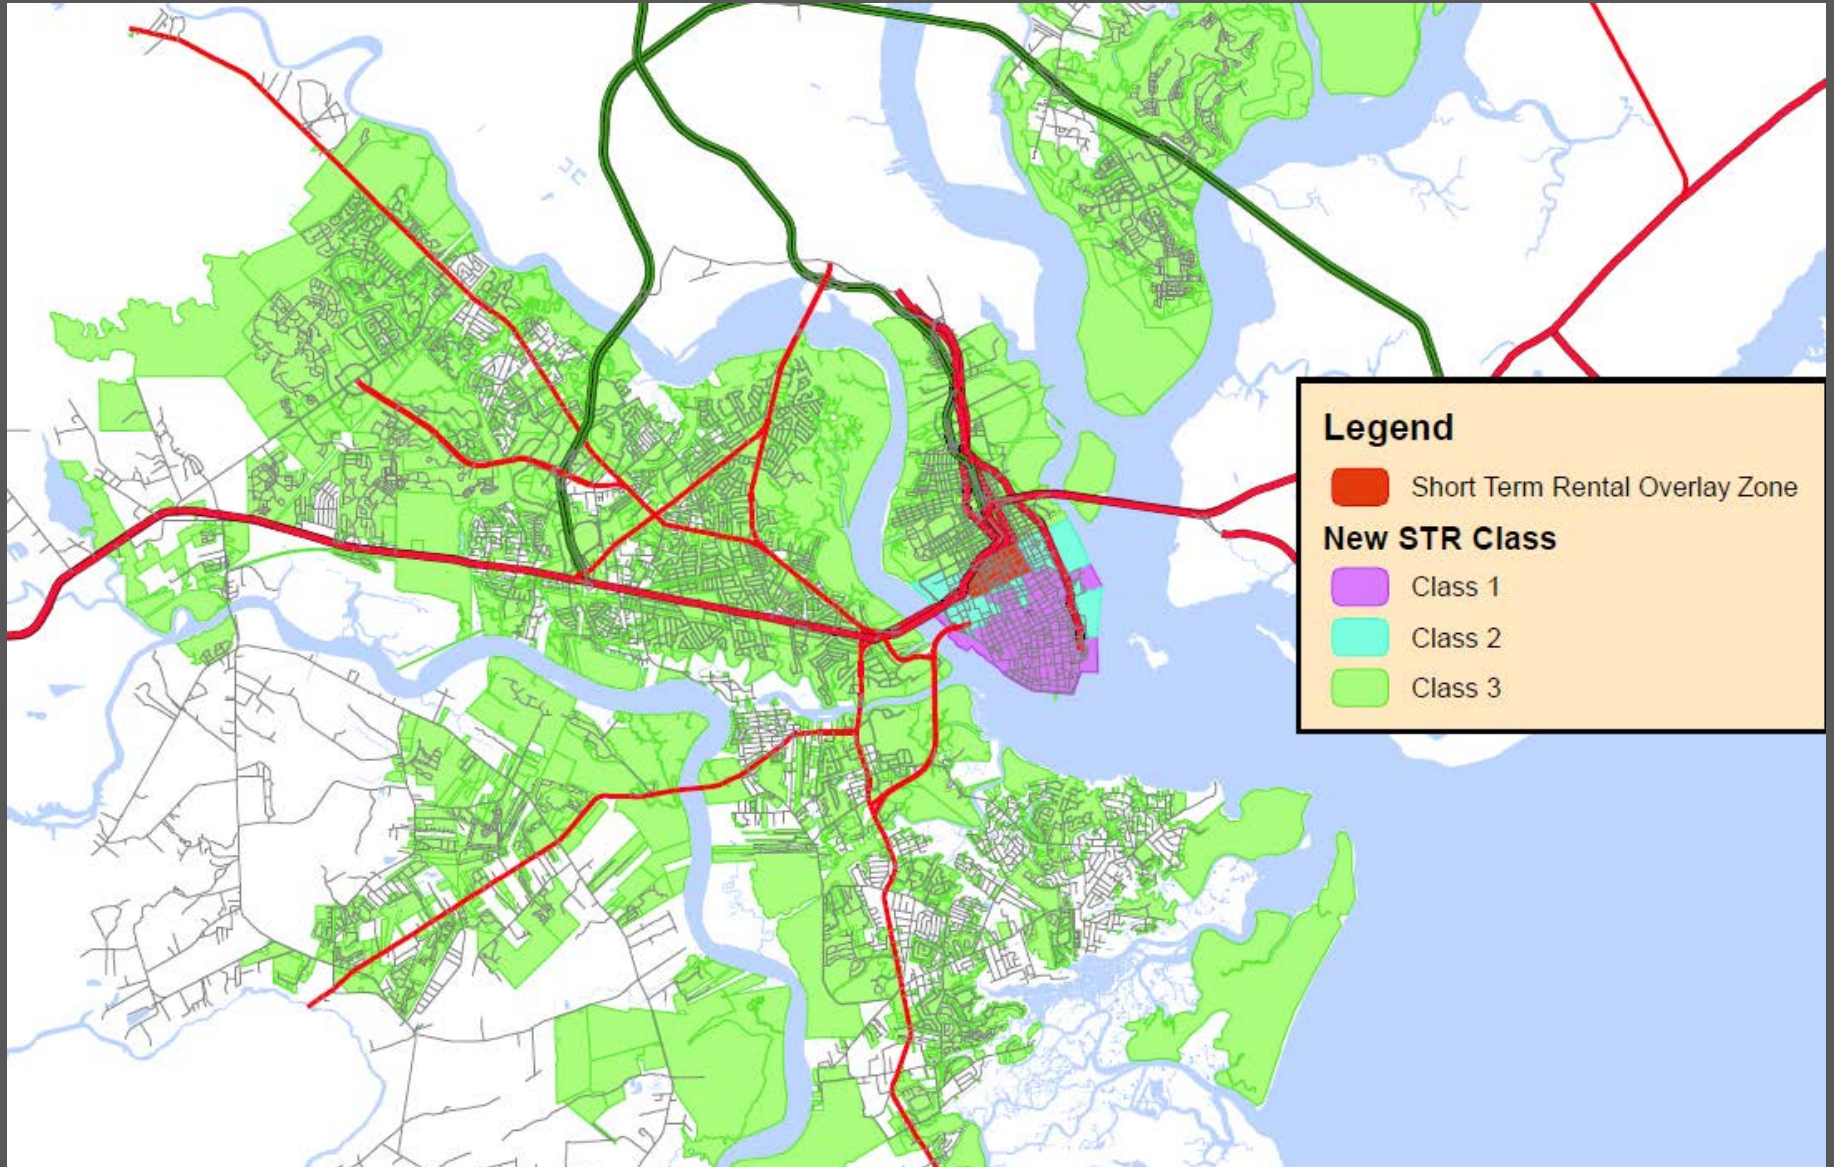 Legend
Short Term Rental Overlay Zone
New STR Class
Class 1
Class 2
Class 3